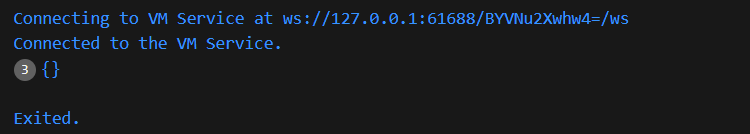 Connecting to VM Service at ws://127.0.0.1:61688/BYVNu2Xwhw4=/ws
Connected to the VM Service.
3 {}
Exited.